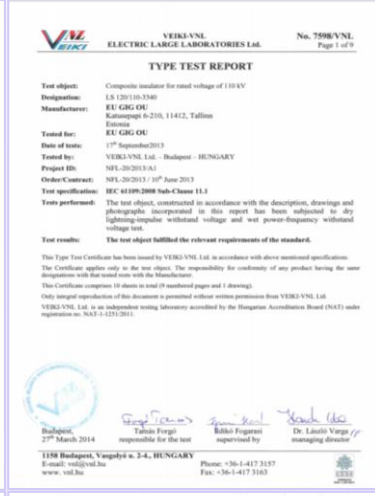 VNL
VEIKI
VEIKI-VNL
ELECTRIC LARGE LABORATORIES Ltd.
No. 7598/VNL
Page 1 of 9
TYPE TEST REPORT
Test object: Composite insulator for rated voltage of 110 kV
Designation: LS 120/110-3340
Manufacturer: EU GIG OU
Katusepapi 6-210, 11412, Tallinn
Estonia
Tested for: EU GIG OU
Date of tests: 17th September2013
Tested by: VEIKI-VNL Ltd. – Budapest – HUNGARY
Project ID: NFL-20/2013/A1
Order/Contract: NFL-20/2013 / 10th June 2013
Test specification: IEC 61109:2008 Sub-Clause 11.1
Tests performed: The test object, constructed in accordance with the description, drawings and
photographs incorporated in this report has been subjected to dry
lightning-impulse withstand voltage and wet power-frequency withstand
voltage test.
Test results: The test object fulfilled the relevant requirements of the standard.
This Type Test Certificate has been issued by VEIKI-VNL Ltd. in accordance with above mentioned specifications.
The Certificate applies only to the test object. The responsibility for conformity of any product having the same
designations with that tested rests with the Manufacturer.
This Certificate comprises 10 sheets in total (9 numbered pages and 1 drawing).
Only integral reproduction of this document is permitted without written permission from VEIKI-VNL Ltd.
VEIKI-VNL Ltd. is an independent testing laboratory accredited by the Hungarian Accreditation Board (NAT) under
registration no. NAT-1-1251/2011.
Budapest,
27th March 2014
Tamás Forgó
responsible for the test
Ildikó Fogarasi
supervised by
Dr. László Varga
managing director
1158 Budapest, Vasgolyó u. 2-4., HUNGARY
E-mail: vnl@vnl.hu
www. vnl.hu
Phone: +36-1-417 3157
Fax: +36-1-417 3163